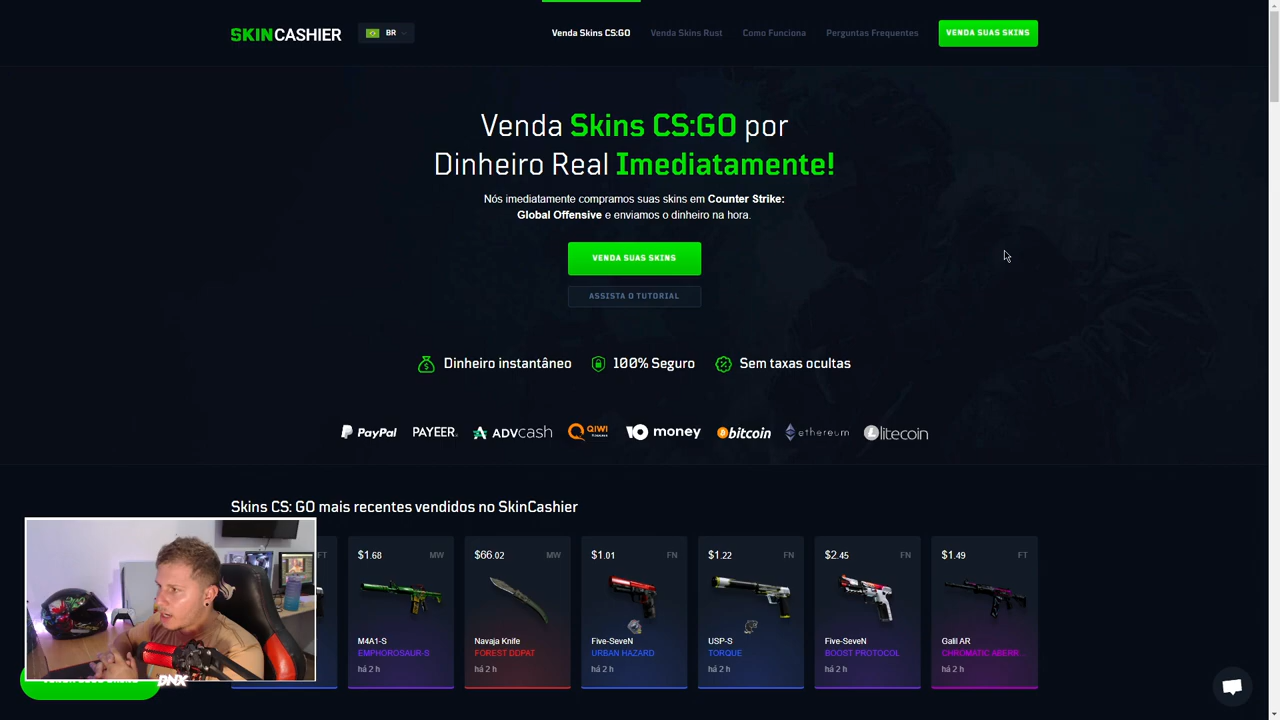 SKINCASHIER
BR
Venda Skins CS:GO
Venda Skins Rust
Como Funciona
Perguntas Frequentes
VENDA SUAS SKINS
Venda Skins CS:GO por
Dinheiro Real Imediatamente!
Nós imediatamente compramos suas skins em Counter Strike:
Global Offensive e enviamos o dinheiro na hora.
VENDA SUAS SKINS
ASSISTA O TUTORIAL
Dinheiro instantâneo
100% Seguro
Sem taxas ocultas
PayPal
PAYEER
ADVCASH
QIWI
money
bitcoin
ethereum
litecoin
Skins CS: GO mais recentes vendidos no SkinCashier
FT
$1.68 MW
M4A1-S
EMPHOROSAUR-S
há 2 h
$66.02 MW
Navaja Knife
FOREST DDPAT
há 2 h
$1.01 FN
Five-SeveN
URBAN HAZARD
há 2 h
$1.22 FN
USP-S
TORQUE
há 2 h
$2.45 FN
Five-SeveN
BOOST PROTOCOL
há 2 h
$1.49 FT
Galil AR
CHROMATIC ABERR...
há 2 h
BNX